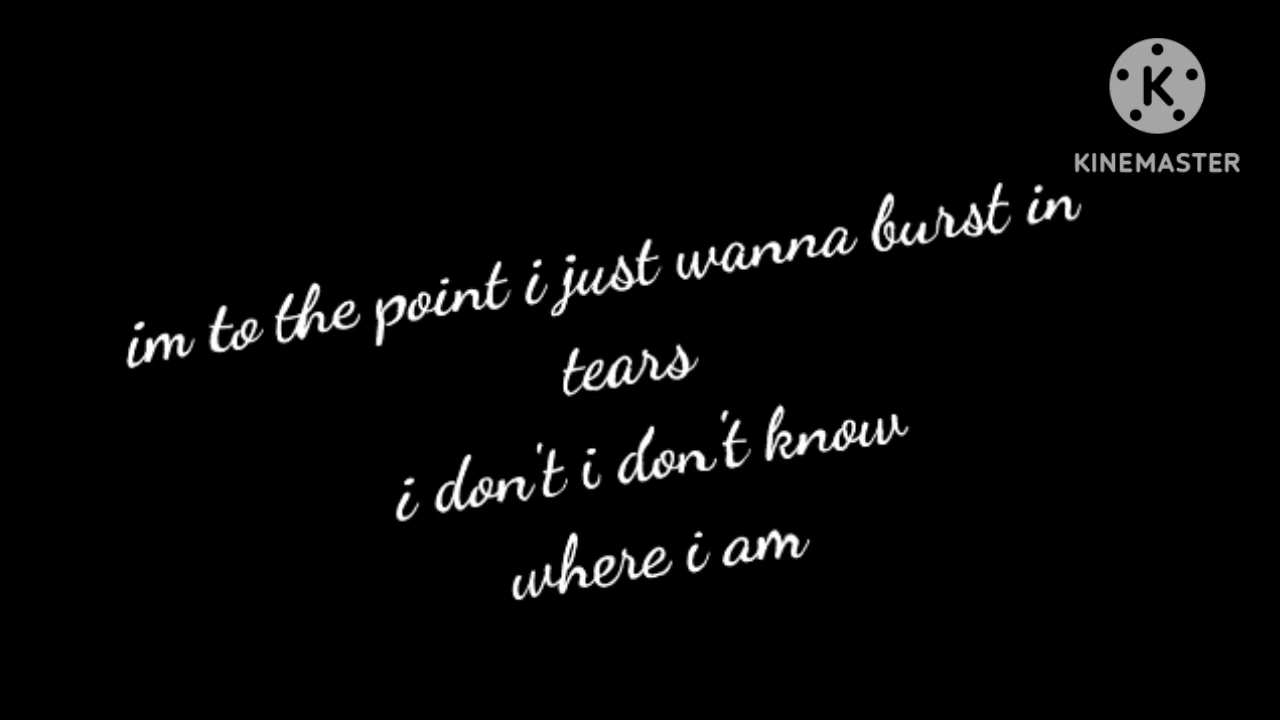 KINEMASTER
im to the point i just wanna burst in
tears
i don't i don't know
where i am